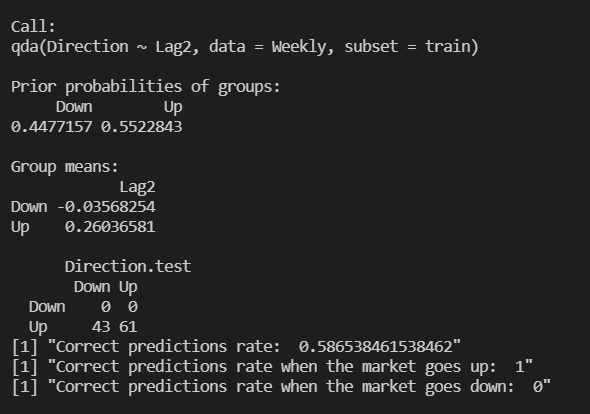 Call:
qda(Direction ~ Lag2, data = Weekly, subset = train)
Prior probabilities of groups:
Down Up
0.4477157 0.5522843
Group means:
Lag2
Down -0.03568254
Up 0.26036581
Direction.test
Down Up
Down 0 0
Up 43 61
[1] "Correct predictions rate:  0.586538461538462"
[1] "Correct predictions rate when the market goes up:  1"
[1] "Correct predictions rate when the market goes down:  0"